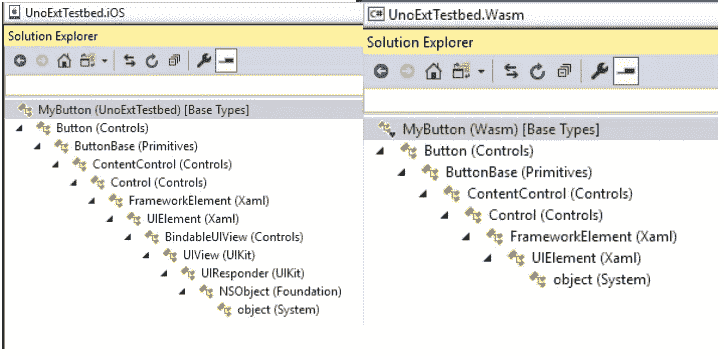 UnoExtTestbed.iOS
Solution Explorer
MyButton (UnoExtTestbed) [Base Types]
Button (Controls)
ButtonBase (Primitives)
ContentControl (Controls)
Control (Controls)
FrameworkElement (Xaml)
UIElement (Xaml)
BindableUIView (Controls)
UIView (UIKit)
UIResponder (UIKit)
NSObject (Foundation)
object (System)
C# UnoExtTestbed.Wasm
Solution Explorer
MyButton (Wasm) [Base Types]
Button (Controls)
ButtonBase (Primitives)
ContentControl (Controls)
Control (Controls)
FrameworkElement (Xaml)
UIElement (Xaml)
object (System)